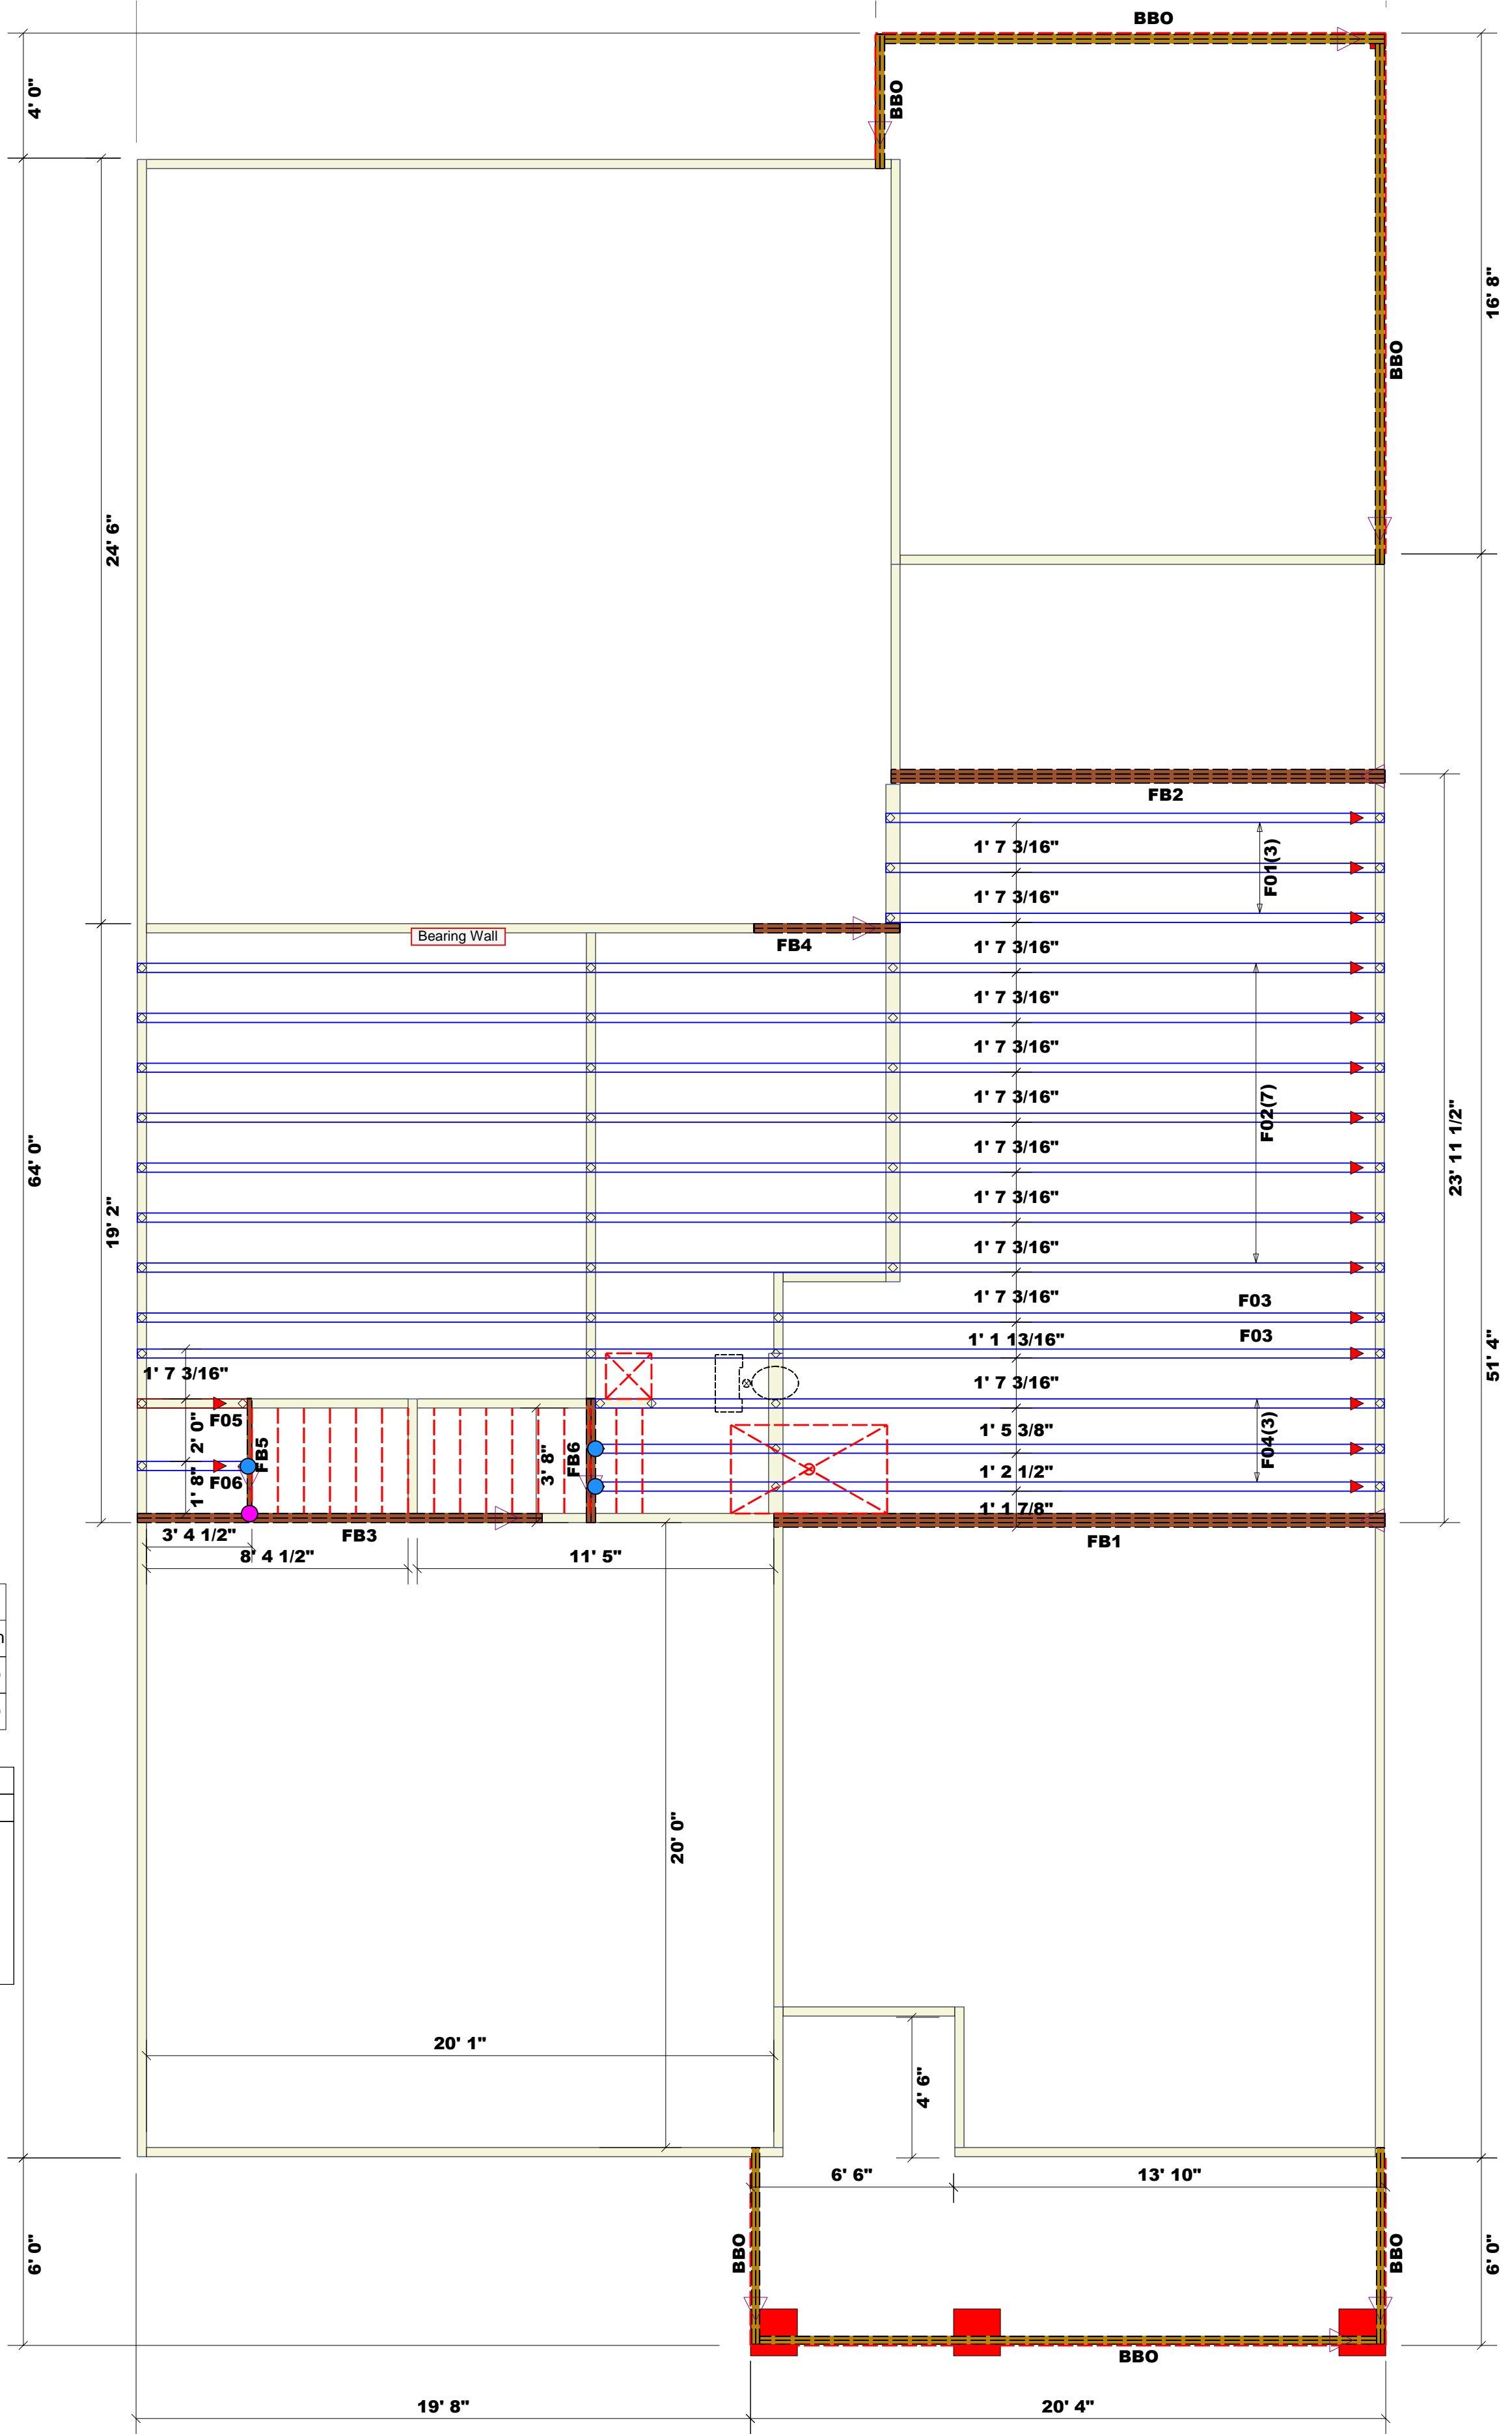 BBO
4' 0"
BBO
16' 8"
BBO
24' 6"
FB2
1' 7 3/16"
F01(3)
1' 7 3/16"
Bearing Wall
FB4
1' 7 3/16"
1' 7 3/16"
1' 7 3/16"
1' 7 3/16"
F02(7)
23' 11 1/2"
64' 0"
1' 7 3/16"
19' 2"
1' 7 3/16"
1' 7 3/16"
1' 7 3/16"
F03
1' 1 13/16"
F03
51' 4"
1' 7 3/16"
1' 7 3/16"
F05
2' 0"
FB5
1' 5 3/8"
F04(3)
3' 8"
FB6
1' 2 1/2"
F06
1' 8"
1' 1 7/8"
3' 4 1/2"
FB3
FB1
8' 4 1/2"
11' 5"
20' 0"
20' 1"
4' 6"
6' 6"
13' 10"
6' 0"
BBO
BBO
6' 0"
BBO
19' 8"
20' 4"